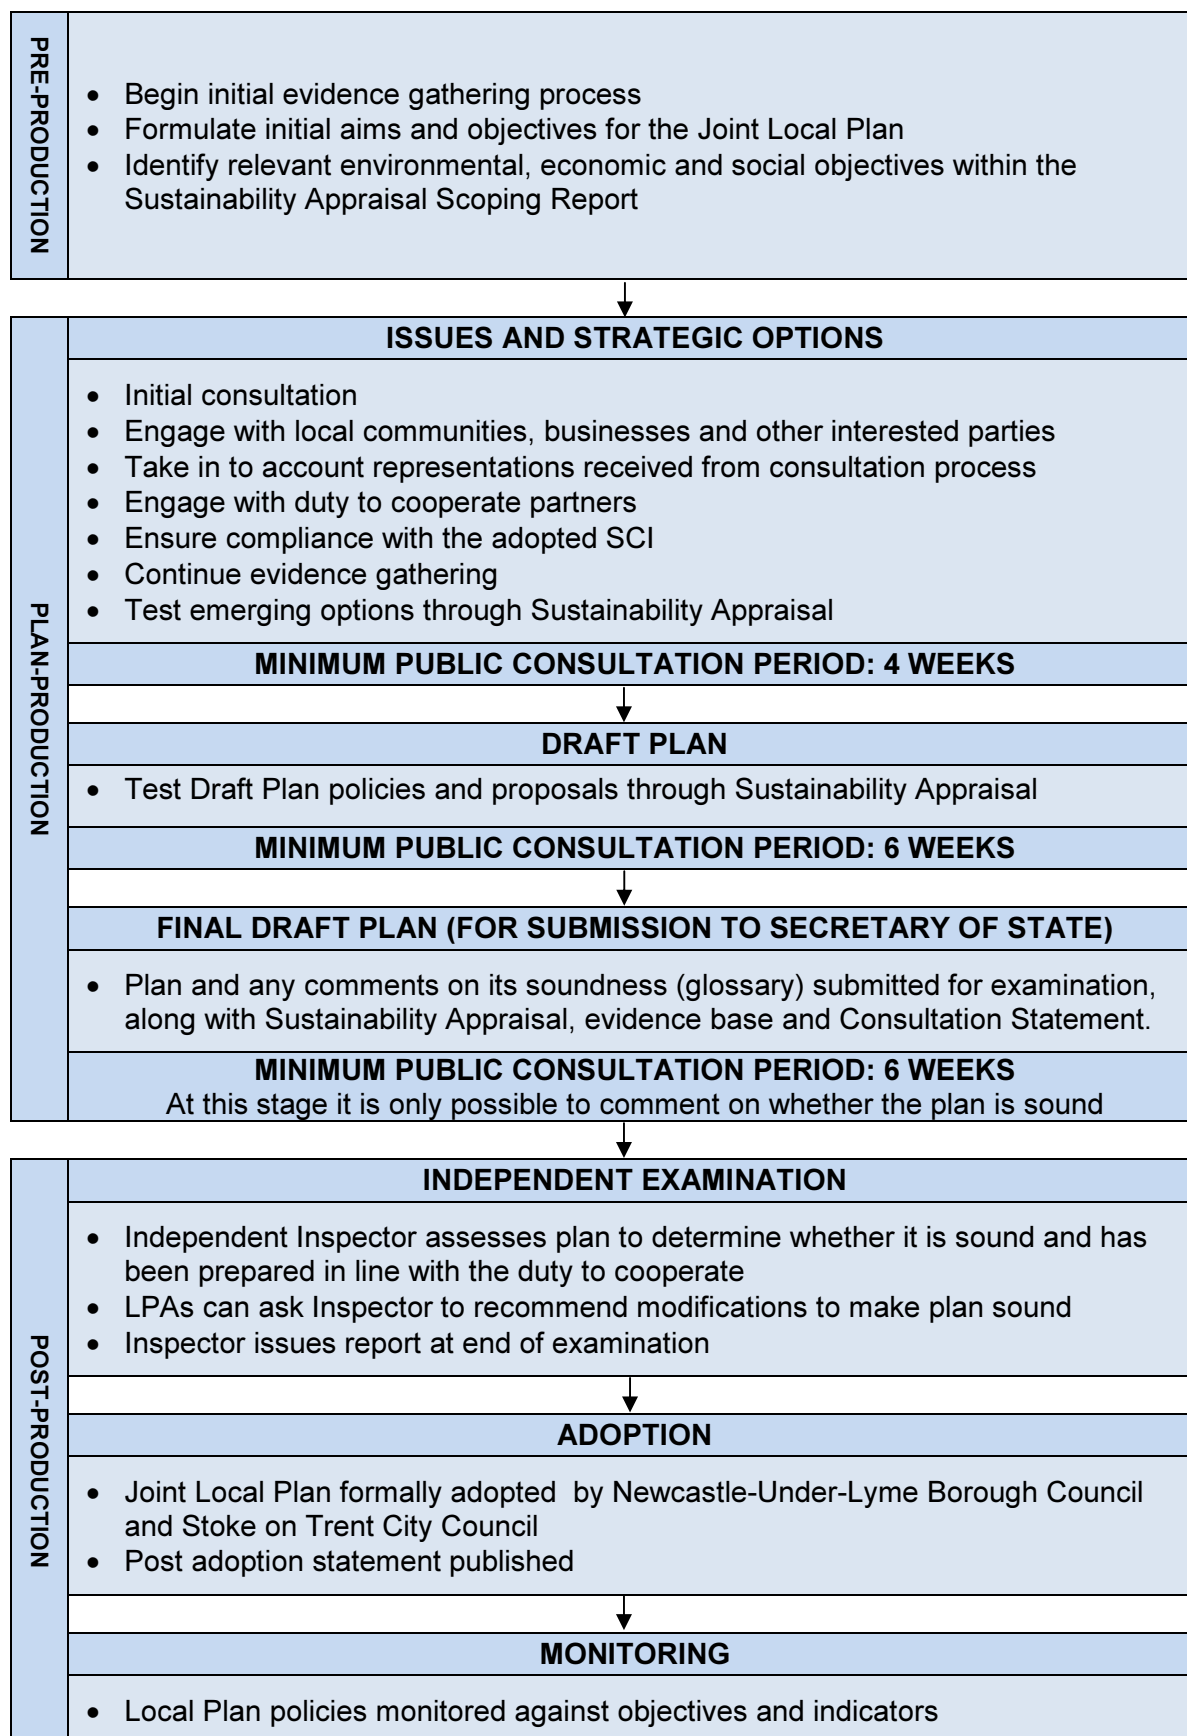 PRE-PRODUCTION
• Begin initial evidence gathering process
• Formulate initial aims and objectives for the Joint Local Plan
• Identify relevant environmental, economic and social objectives within the
Sustainability Appraisal Scoping Report
PLAN-PRODUCTION
ISSUES AND STRATEGIC OPTIONS
• Initial consultation
• Engage with local communities, businesses and other interested parties
• Take in to account representations received from consultation process
• Engage with duty to cooperate partners
• Ensure compliance with the adopted SCI
• Continue evidence gathering
• Test emerging options through Sustainability Appraisal
MINIMUM PUBLIC CONSULTATION PERIOD: 4 WEEKS
DRAFT PLAN
• Test Draft Plan policies and proposals through Sustainability Appraisal
MINIMUM PUBLIC CONSULTATION PERIOD: 6 WEEKS
FINAL DRAFT PLAN (FOR SUBMISSION TO SECRETARY OF STATE)
• Plan and any comments on its soundness (glossary) submitted for examination,
along with Sustainability Appraisal, evidence base and Consultation Statement.
MINIMUM PUBLIC CONSULTATION PERIOD: 6 WEEKS
At this stage it is only possible to comment on whether the plan is sound
POST-PRODUCTION
INDEPENDENT EXAMINATION
• Independent Inspector assesses plan to determine whether it is sound and has
been prepared in line with the duty to cooperate
• LPAs can ask Inspector to recommend modifications to make plan sound
• Inspector issues report at end of examination
ADOPTION
• Joint Local Plan formally adopted by Newcastle-Under-Lyme Borough Council
and Stoke on Trent City Council
• Post adoption statement published
MONITORING
• Local Plan policies monitored against objectives and indicators